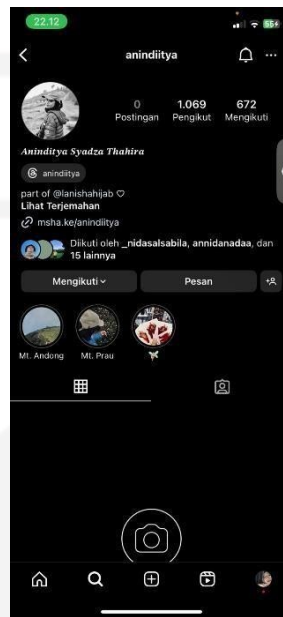 22.12
55
anindiitya
0 1.069 672
Postingan Pengikut Mengikuti
Aninditya Syadza Thahira
anindiitya
part of @lanishahijab ♡
Lihat Terjemahan
msha.ke/anindiitya
Diikuti oleh _nidasalsabila, annidanadaa, dan
15 lainnya
Mengikuti Pesan
Mt. Andong Mt. Prau